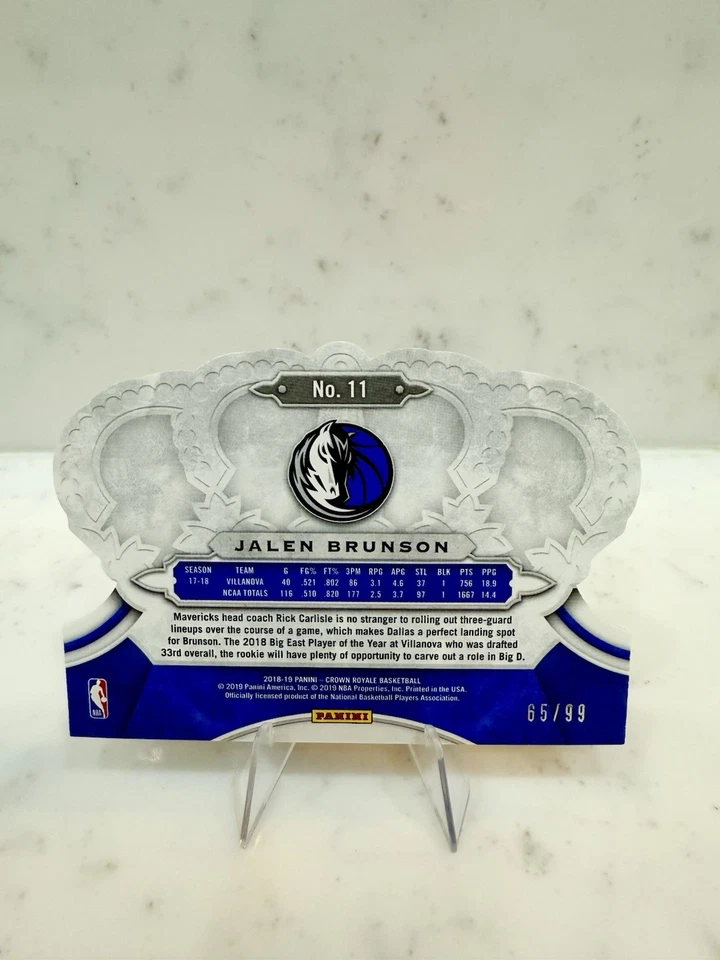 No. 11
JALEN BRUNSON
SEASON TEAM G FG% FT% 3PM RPG APG STL BLK PTS PPG
17-18 VILLANOVA 40 .521 .802 86 3.1 4.6 37 1 756 18.9
NCAA TOTALS 116 .510 .820 177 2.5 3.7 97 1 1667 14.4
Mavericks head coach Rick Carlisle is no stranger to rolling out three-guard
lineups over the course of a game, which makes Dallas a perfect landing spot
for Brunson. The 2018 Big East Player of the Year at Villanova who was drafted
33rd overall, the rookie will have plenty of opportunity to carve out a role in Big D.
2018-19 PANINI – CROWN ROYALE BASKETBALL
© 2019 Panini America, Inc. © 2019 NBA Properties, Inc. Printed in the USA.
Officially licensed product of the National Basketball Players Association.
NBA
PANINI
65/99